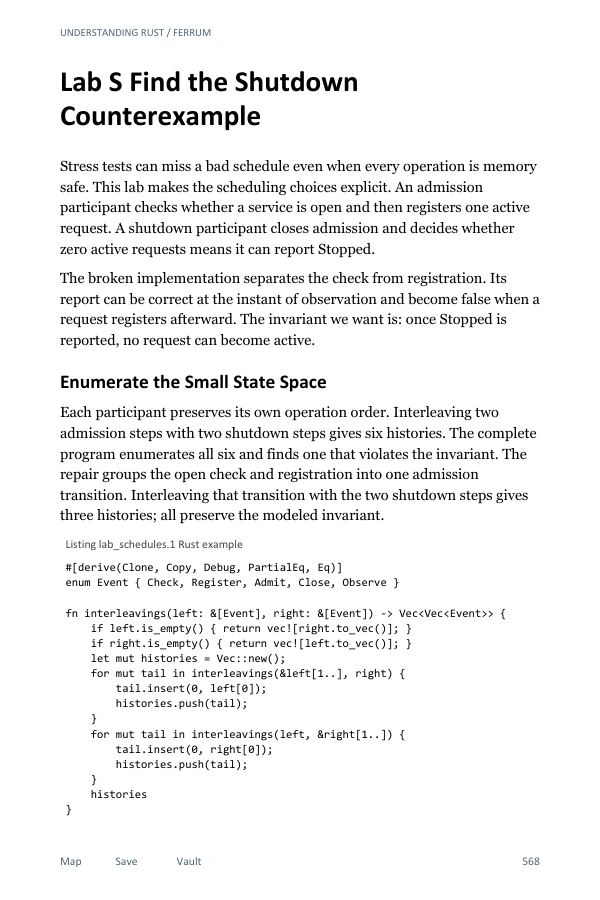 UNDERSTANDING RUST / FERRUM
Lab S Find the Shutdown
Counterexample
Stress tests can miss a bad schedule even when every operation is memory
safe. This lab makes the scheduling choices explicit. An admission
participant checks whether a service is open and then registers one active
request. A shutdown participant closes admission and decides whether
zero active requests means it can report Stopped.
The broken implementation separates the check from registration. Its
report can be correct at the instant of observation and become false when a
request registers afterward. The invariant we want is: once Stopped is
reported, no request can become active.
Enumerate the Small State Space
Each participant preserves its own operation order. Interleaving two
admission steps with two shutdown steps gives six histories. The complete
program enumerates all six and finds one that violates the invariant. The
repair groups the open check and registration into one admission
transition. Interleaving that transition with the two shutdown steps gives
three histories; all preserve the modeled invariant.
Listing lab_schedules.1 Rust example
#[derive(Clone, Copy, Debug, PartialEq, Eq)]
enum Event { Check, Register, Admit, Close, Observe }
fn interleavings(left: &[Event], right: &[Event]) -> Vec<Vec<Event>> {
    if left.is_empty() { return vec![right.to_vec()]; }
    if right.is_empty() { return vec![left.to_vec()]; }
    let mut histories = Vec::new();
    for mut tail in interleavings(&left[1..], right) {
        tail.insert(0, left[0]);
        histories.push(tail);
    }
    for mut tail in interleavings(left, &right[1..]) {
        tail.insert(0, right[0]);
        histories.push(tail);
    }
    histories
}
Map Save Vault 568